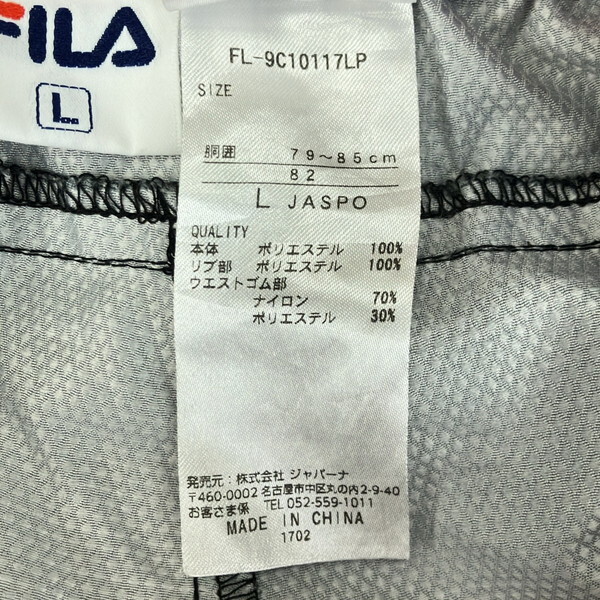 FILA
L
FL-9C10117LP
SIZE
胴囲 79～85cm
82
L JASPO
QUALITY
本体 ポリエステル 100%
リブ部 ポリエステル 100%
ウエストゴム部
ナイロン 70%
ポリエステル 30%
発売元：株式会社 ジャバーナ
〒460-0002 名古屋市中区丸の内2-9-40
お客さま係 TEL 052-559-1011
MADE IN CHINA
1702